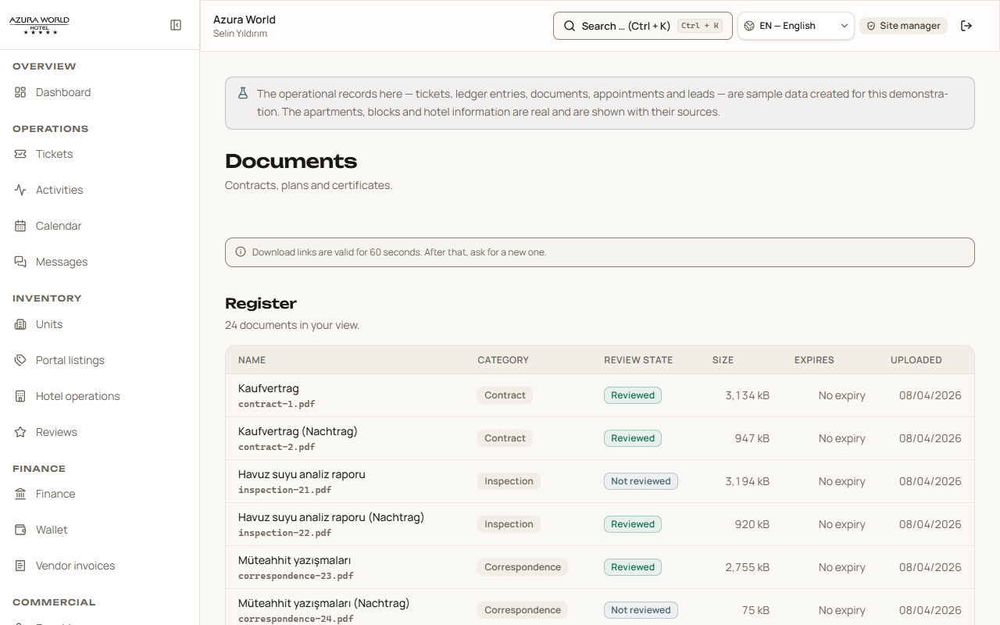 AZURA WORLD
HOTEL
Azura World
Selin Yıldırım
Search … (Ctrl + K)
Ctrl + K
EN — English
Site manager
OVERVIEW
Dashboard
OPERATIONS
Tickets
Activities
Calendar
Messages
INVENTORY
Units
Portal listings
Hotel operations
Reviews
FINANCE
Finance
Wallet
Vendor invoices
COMMERCIAL
The operational records here — tickets, ledger entries, documents, appointments and leads — are sample data created for this demonstra-
tion. The apartments, blocks and hotel information are real and are shown with their sources.
Documents
Contracts, plans and certificates.
Download links are valid for 60 seconds. After that, ask for a new one.
Register
24 documents in your view.
NAME CATEGORY REVIEW STATE SIZE EXPIRES UPLOADED
Kaufvertrag
contract-1.pdf
Contract Reviewed 3,134 kB No expiry 08/04/2026
Kaufvertrag (Nachtrag)
contract-2.pdf
Contract Reviewed 947 kB No expiry 08/04/2026
Havuz suyu analiz raporu
inspection-21.pdf
Inspection Not reviewed 3,194 kB No expiry 08/04/2026
Havuz suyu analiz raporu (Nachtrag)
inspection-22.pdf
Inspection Reviewed 920 kB No expiry 08/04/2026
Müteahhit yazışmaları
correspondence-23.pdf
Correspondence Reviewed 2,755 kB No expiry 08/04/2026
Müteahhit yazışmaları (Nachtrag)
correspondence-24.pdf
Correspondence Not reviewed 75 kB No expiry 08/04/2026